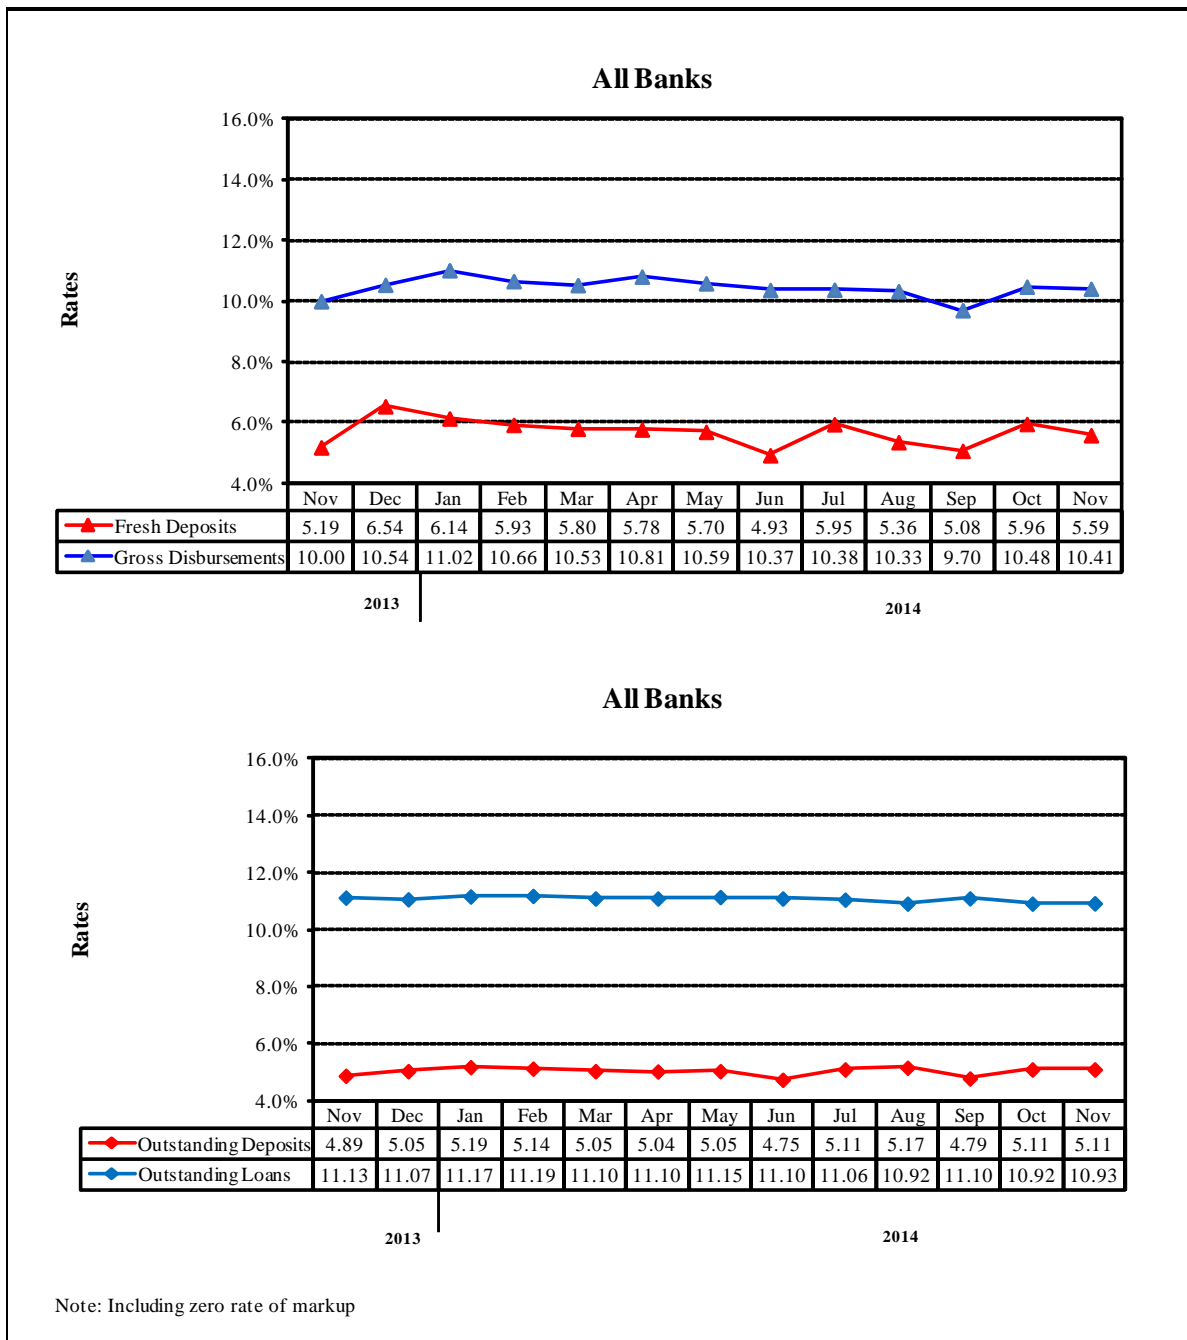 All Banks
16.0%
14.0%
12.0%
10.0%
8.0%
6.0%
4.0%
Rates
Nov Dec Jan Feb Mar Apr May Jun Jul Aug Sep Oct Nov
Fresh Deposits 5.19 6.54 6.14 5.93 5.80 5.78 5.70 4.93 5.95 5.36 5.08 5.96 5.59
Gross Disbursements 10.00 10.54 11.02 10.66 10.53 10.81 10.59 10.37 10.38 10.33 9.70 10.48 10.41
2013 2014
All Banks
16.0%
14.0%
12.0%
10.0%
8.0%
6.0%
4.0%
Rates
Nov Dec Jan Feb Mar Apr May Jun Jul Aug Sep Oct Nov
Outstanding Deposits 4.89 5.05 5.19 5.14 5.05 5.04 5.05 4.75 5.11 5.17 4.79 5.11 5.11
Outstanding Loans 11.13 11.07 11.17 11.19 11.10 11.10 11.15 11.10 11.06 10.92 11.10 10.92 10.93
2013 2014
Note: Including zero rate of markup